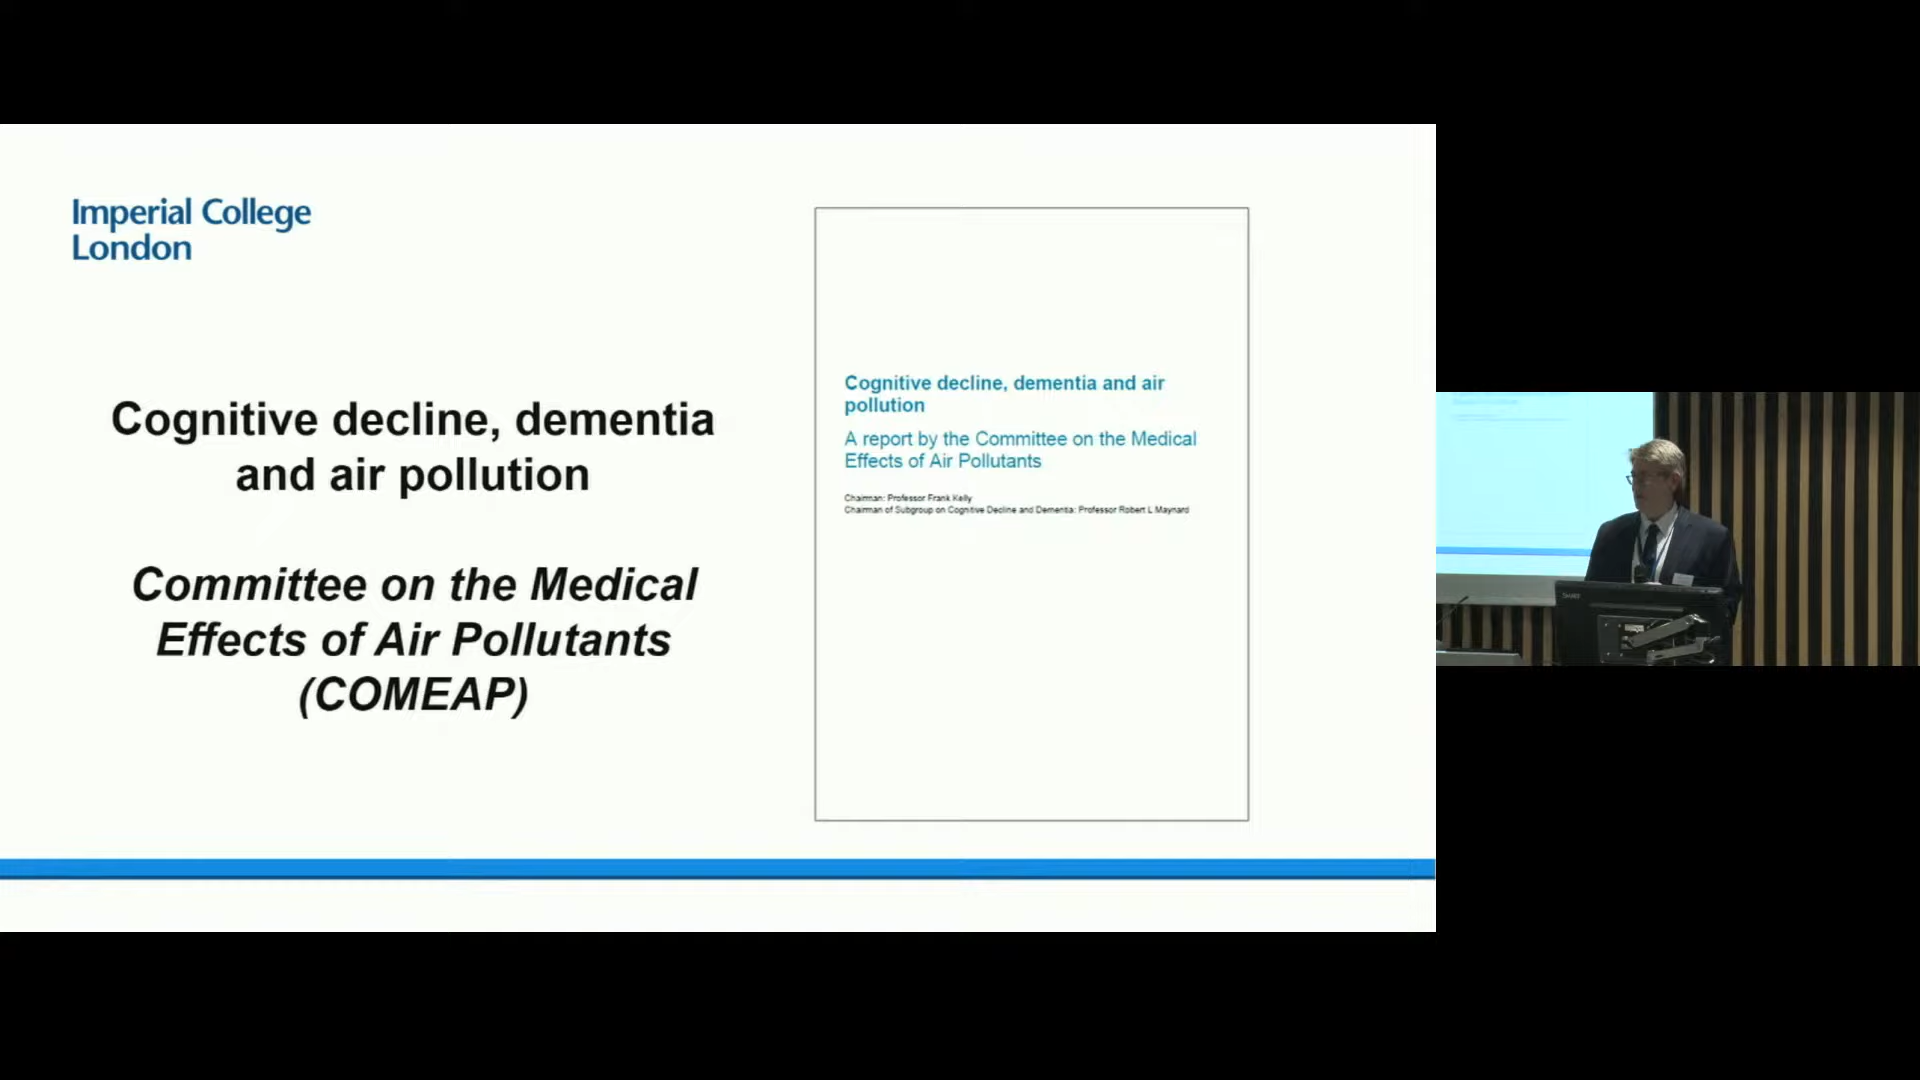 Imperial College
London
Cognitive decline, dementia
and air pollution
Committee on the Medical
Effects of Air Pollutants
(COMEAP)
Cognitive decline, dementia and air
pollution
A report by the Committee on the Medical
Effects of Air Pollutants
Chairman: Professor Frank Kelly
Chairman of Subgroup on Cognitive Decline and Dementia: Professor Robert L Maynard